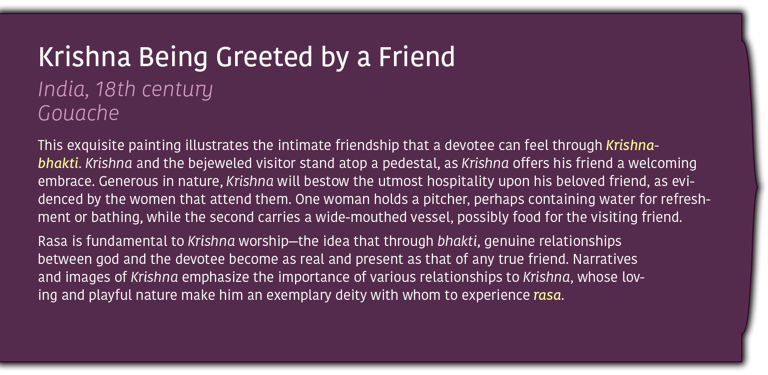 Krishna Being Greeted by a Friend
India, 18th century
Gouache
This exquisite painting illustrates the intimate friendship that a devotee can feel through Krishna-
bhakti. Krishna and the bejeweled visitor stand atop a pedestal, as Krishna offers his friend a welcoming
embrace. Generous in nature, Krishna will bestow the utmost hospitality upon his beloved friend, as evi-
denced by the women that attend them. One woman holds a pitcher, perhaps containing water for refresh-
ment or bathing, while the second carries a wide-mouthed vessel, possibly food for the visiting friend.
Rasa is fundamental to Krishna worship—the idea that through bhakti, genuine relationships
between god and the devotee become as real and present as that of any true friend. Narratives
and images of Krishna emphasize the importance of various relationships to Krishna, whose lov-
ing and playful nature make him an exemplary deity with whom to experience rasa.